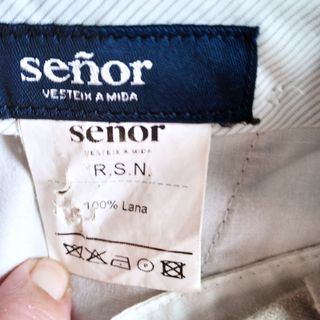 señor
VESTEIX A MIDA
señor
VESTEIX A MIDA
R.S.N.
100% Lana